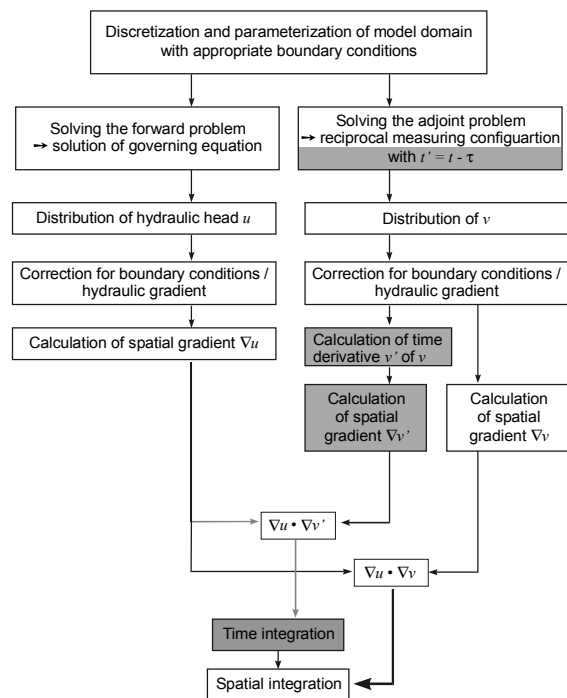 Discretization and parameterization of model domain
with appropriate boundary conditions
Solving the forward problem
→ solution of governing equation
Solving the adjoint problem
→ reciprocal measuring configuartion
with t’ = t - τ
Distribution of hydraulic head u
Distribution of v
Correction for boundary conditions /
hydraulic gradient
Correction for boundary conditions /
hydraulic gradient
Calculation of spatial gradient ∇u
Calculation of time
derivative v’ of v
Calculation
of spatial
gradient ∇v’
Calculation
of spatial
gradient ∇v
∇u • ∇v’
∇u • ∇v
Time integration
Spatial integration